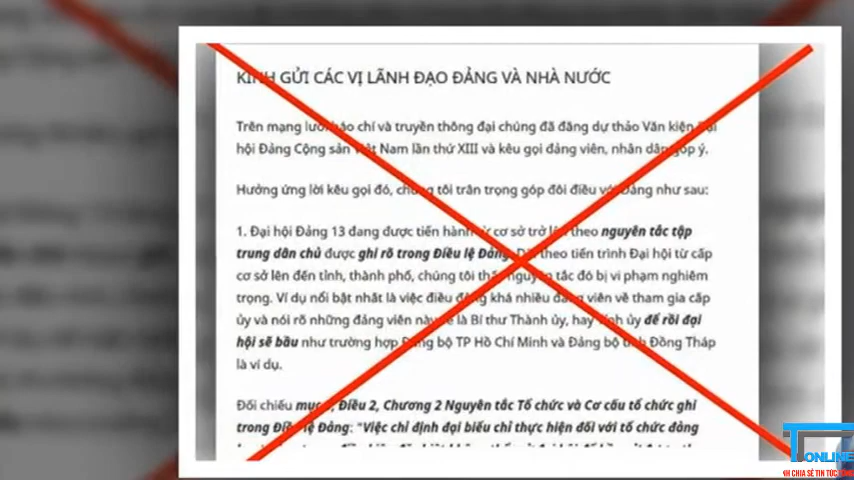 KÍNH GỬI CÁC VỊ LÃNH ĐẠO ĐẢNG VÀ NHÀ NƯỚC
Trên mạng lưới báo chí và truyền thông đại chúng đã đăng dự thảo Văn kiện Đại
hội Đảng Cộng sản Việt Nam lần thứ XIII và kêu gọi đảng viên, nhân dân góp ý.
Hưởng ứng lời kêu gọi đó, chúng tôi trân trọng góp đôi điều với Đảng như sau:
1. Đại hội Đảng 13 đang được tiến hành từ cơ sở trở lên theo nguyên tắc tập
trung dân chủ được ghi rõ trong Điều lệ Đảng. Dõi theo tiến trình Đại hội từ cấp
cơ sở lên đến tỉnh, thành phố, chúng tôi thấy nguyên tắc đó bị vi phạm nghiêm
trọng. Ví dụ nổi bật nhất là việc điều động khá nhiều đảng viên về tham gia cấp
ủy và nói rõ những đảng viên này sẽ là Bí thư Thành ủy, hay tỉnh ủy để rồi đại
hội sẽ bầu như trường hợp Đảng bộ TP Hồ Chí Minh và Đảng bộ tỉnh Đồng Tháp
là ví dụ.
Đối chiếu mục, Điều 2, Chương 2 Nguyên tắc Tổ chức và Cơ cấu tổ chức ghi
trong Điều lệ Đảng: "Việc chỉ định đại biểu chỉ thực hiện đối với tổ chức đảng
ONLINE
CHIA SẺ TIN TỨC